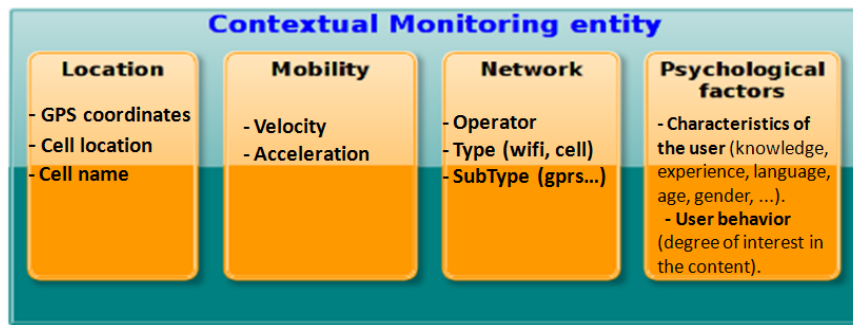 Contextual Monitoring entity
Location
- GPS coordinates
- Cell location
- Cell name
Mobility
- Velocity
- Acceleration
Network
- Operator
- Type (wifi, cell)
- SubType (gprs...)
Psychological
factors
- Characteristics of
the user (knowledge,
experience, language,
age, gender, ...).
- User behavior
(degree of interest in
the content).